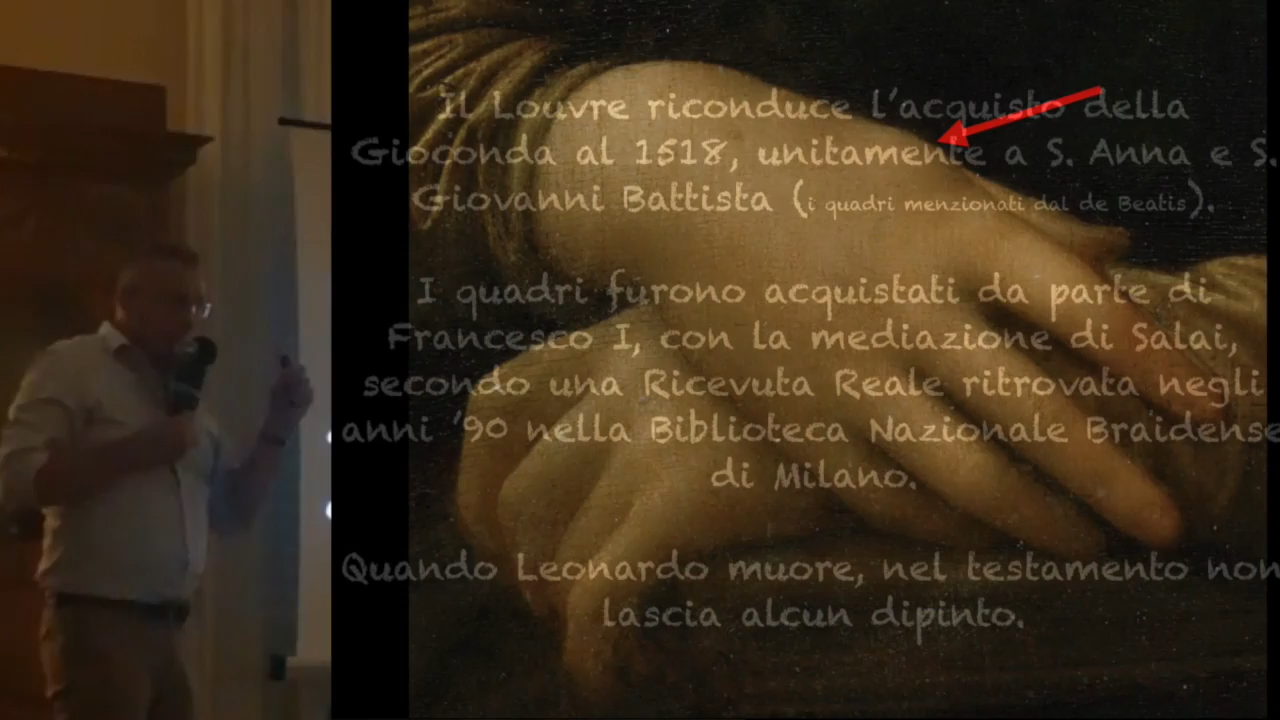 Il Louvre riconduce l'acquisto della
Gioconda al 1518, unitamente a S. Anna e S.
Giovanni Battista (i quadri menzionati dal de Beatis).
I quadri furono acquistati da parte di
Francesco I, con la mediazione di Salai,
secondo una Ricevuta Reale ritrovata negli
anni '90 nella Biblioteca Nazionale Braidense
di Milano.
Quando Leonardo muore, nel testamento non
lascia alcun dipinto.